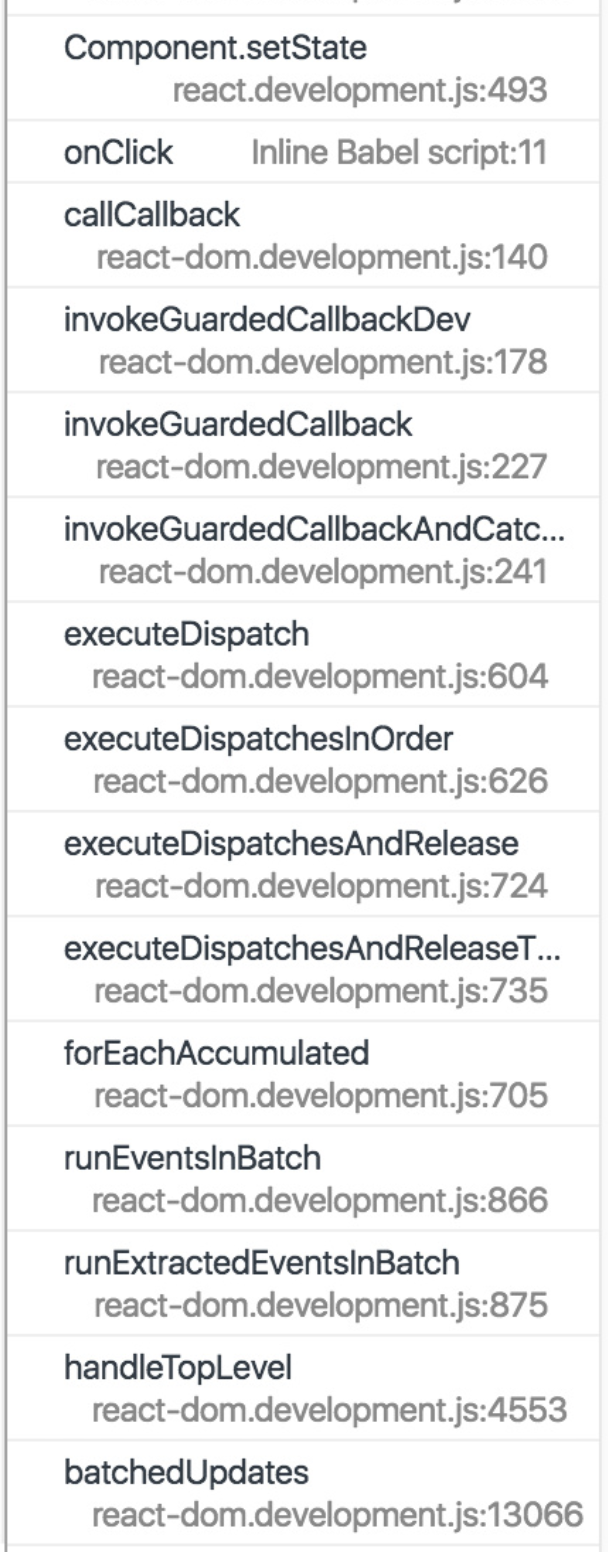 Component.setState
react.development.js:493
onClick Inline Babel script:11
callCallback
react-dom.development.js:140
invokeGuardedCallbackDev
react-dom.development.js:178
invokeGuardedCallback
react-dom.development.js:227
invokeGuardedCallbackAndCatc...
react-dom.development.js:241
executeDispatch
react-dom.development.js:604
executeDispatchesInOrder
react-dom.development.js:626
executeDispatchesAndRelease
react-dom.development.js:724
executeDispatchesAndReleaseT...
react-dom.development.js:735
forEachAccumulated
react-dom.development.js:705
runEventsInBatch
react-dom.development.js:866
runExtractedEventsInBatch
react-dom.development.js:875
handleTopLevel
react-dom.development.js:4553
batchedUpdates
react-dom.development.js:13066